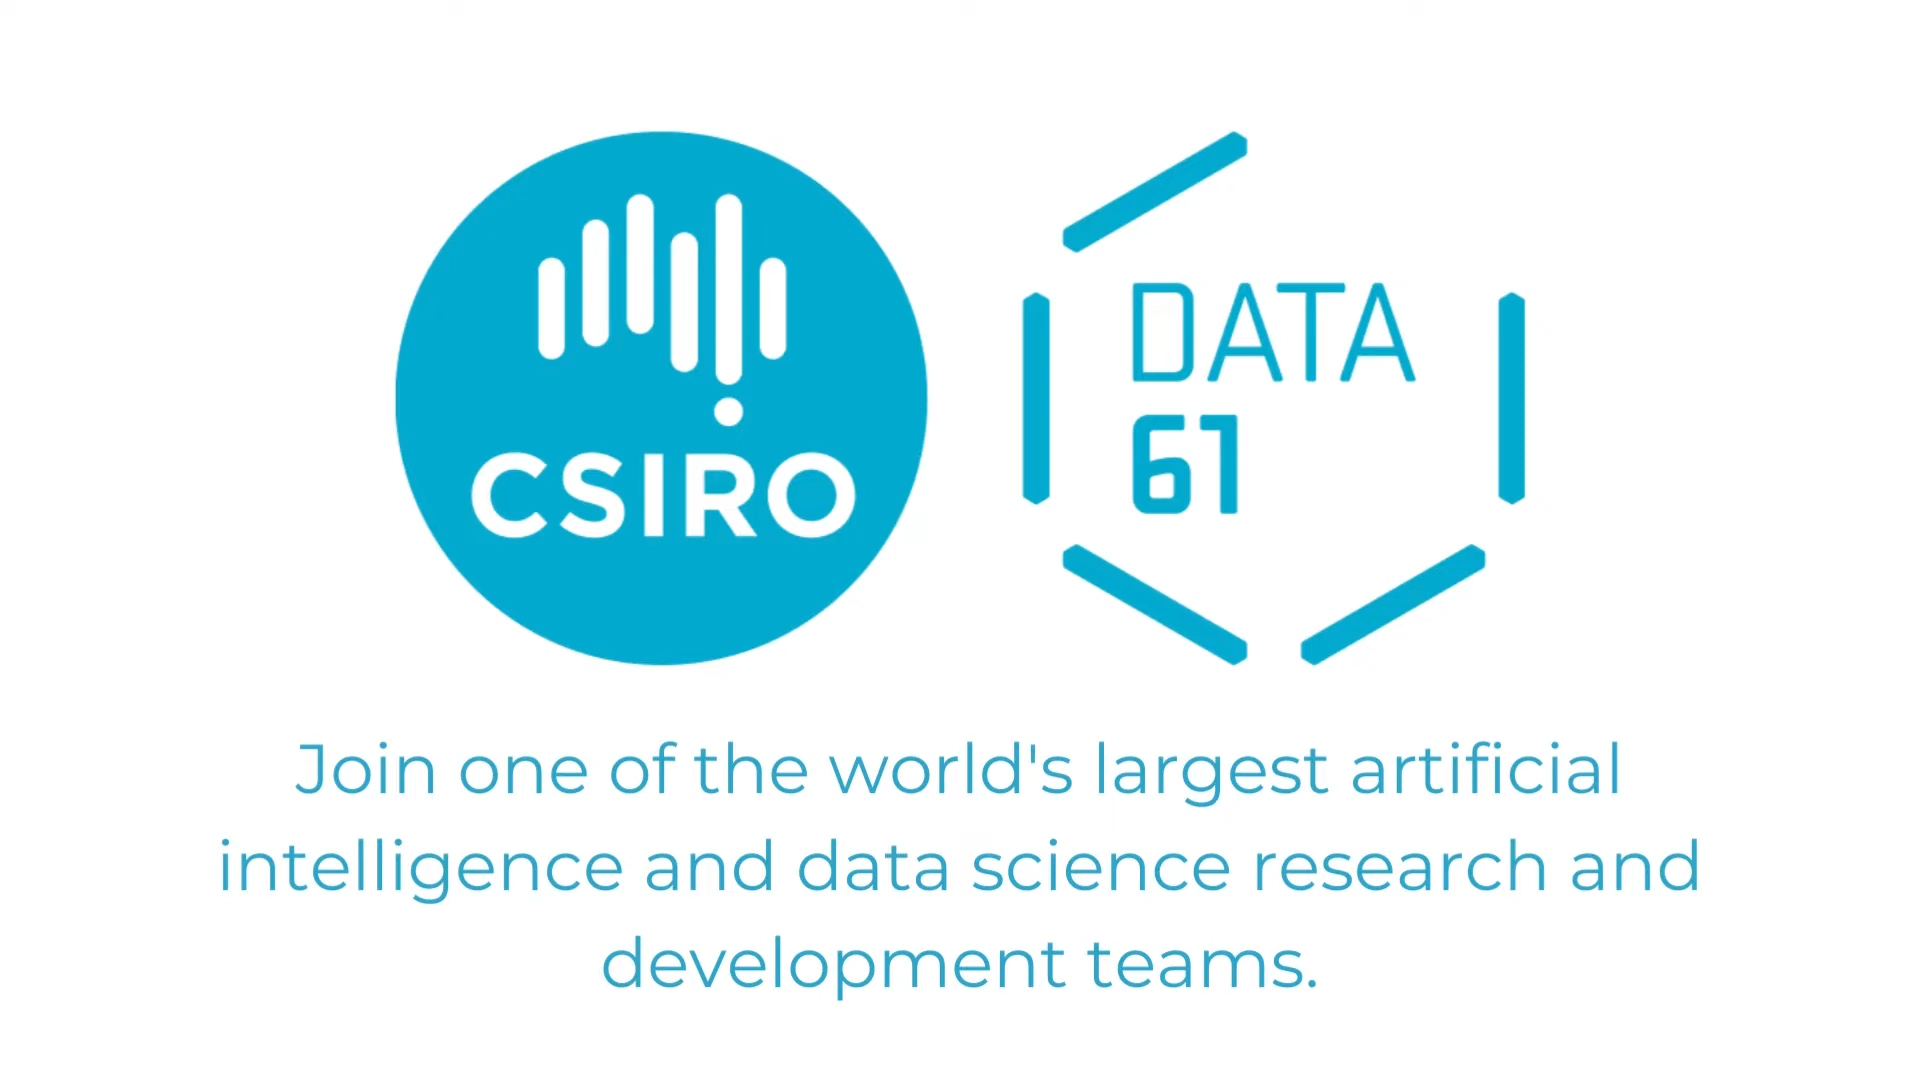 CSIRO
DATA
61
Join one of the world's largest artificial
intelligence and data science research and
development teams.